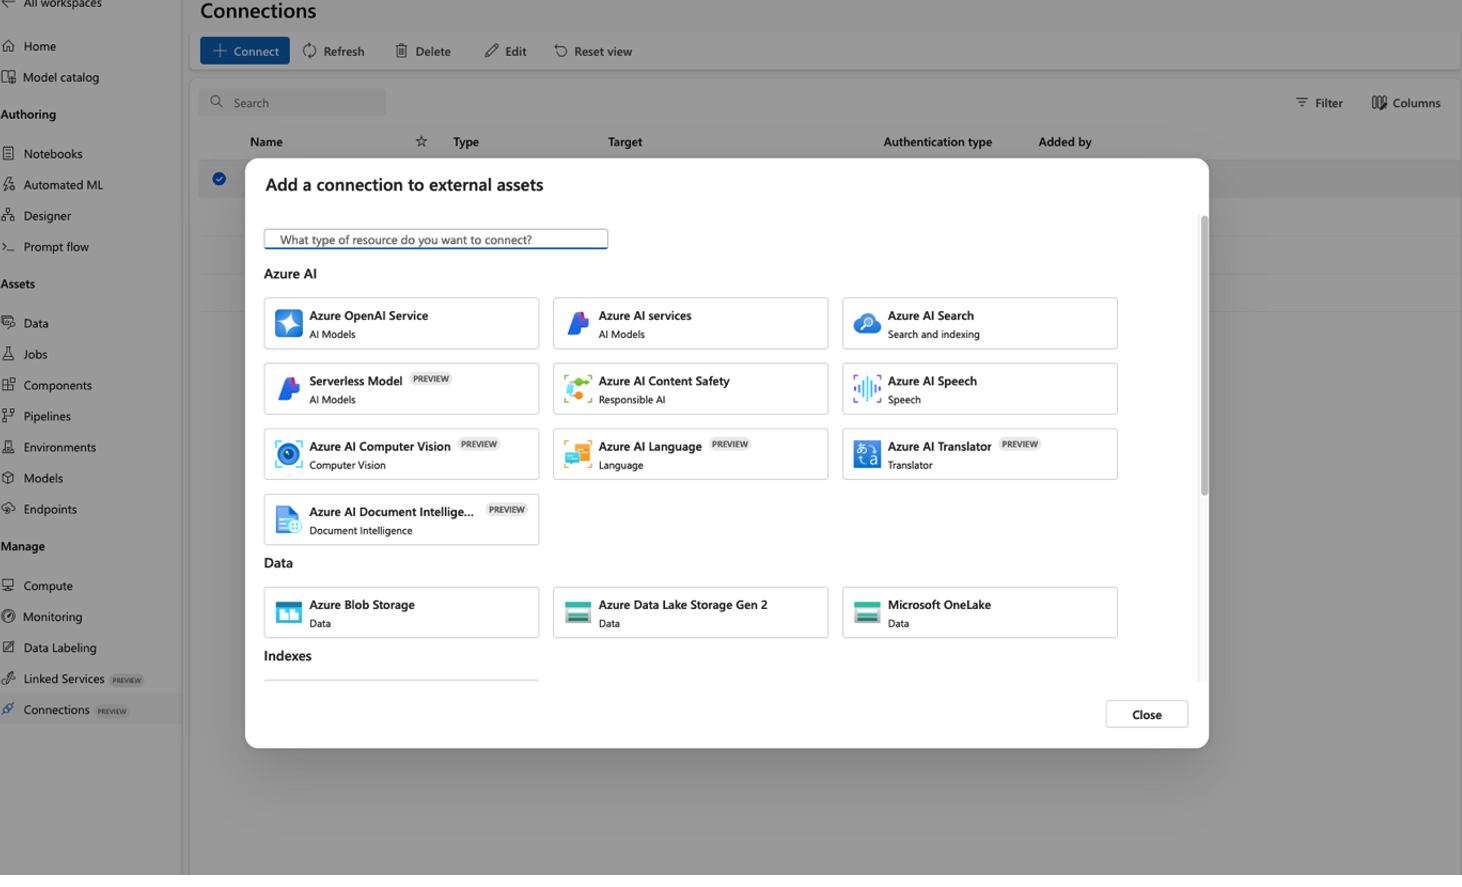 All workspaces
Home
Model catalog
Authoring
Notebooks
Automated ML
Designer
Prompt flow
Assets
Data
Jobs
Components
Pipelines
Environments
Models
Endpoints
Manage
Compute
Monitoring
Data Labeling
Linked Services PREVIEW
Connections PREVIEW
Connections
Connect Refresh Delete Edit Reset view
Search Filter Columns
Name Type Target Authentication type Added by
Add a connection to external assets
What type of resource do you want to connect?
Azure AI
Azure OpenAI Service
AI Models
Azure AI services
AI Models
Azure AI Search
Search and indexing
Serverless Model PREVIEW
AI Models
Azure AI Content Safety
Responsible AI
Azure AI Speech
Speech
Azure AI Computer Vision PREVIEW
Computer Vision
Azure AI Language PREVIEW
Language
Azure AI Translator PREVIEW
Translator
Azure AI Document Intellige... PREVIEW
Document Intelligence
Data
Azure Blob Storage
Data
Azure Data Lake Storage Gen 2
Data
Microsoft OneLake
Data
Indexes
Close